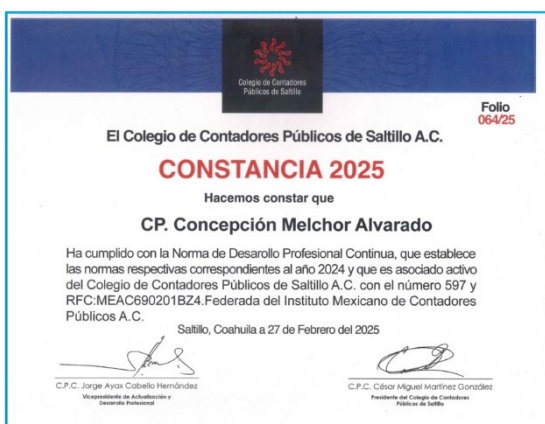 Colegio de Contadores
Públicos de Saltillo
Folio
064/25
El Colegio de Contadores Públicos de Saltillo A.C.
CONSTANCIA 2025
Hacemos constar que
CP. Concepción Melchor Alvarado
Ha cumplido con la Norma de Desarollo Profesional Continua, que establece
las normas respectivas correspondientes al año 2024 y que es asociado activo
del Colegio de Contadores Públicos de Saltillo A.C. con el número 597 y
RFC:MEAC690201BZ4.Federada del Instituto Mexicano de Contadores
Públicos A.C.
Saltillo, Coahuila a 27 de Febrero del 2025
C.P.C. Jorge Ayax Cabello Hernández
Vicepresidente de Actualización y
Desarrollo Profesional
C.P.C. César Miguel Martínez González
Presidente del Colegio de Contadores
Públicos de Saltillo